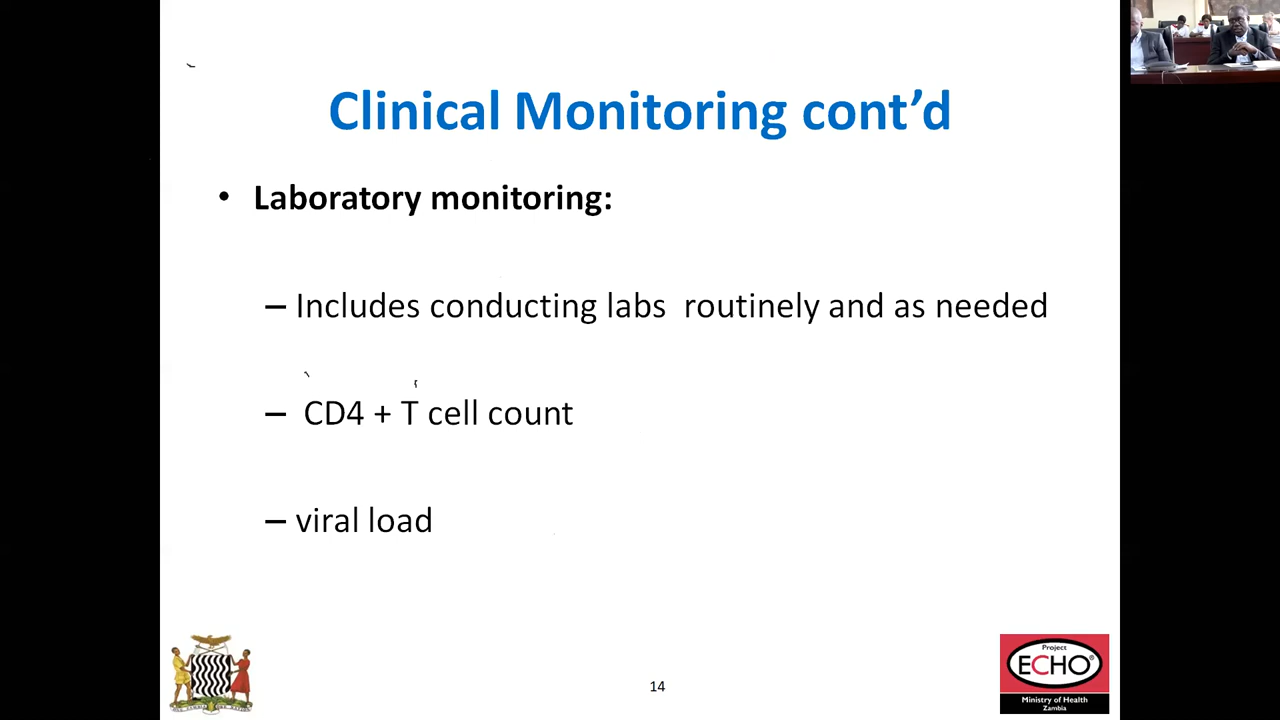 Clinical Monitoring cont’d
• Laboratory monitoring:
– Includes conducting labs routinely and as needed
– CD4 + T cell count
– viral load
14
Project
ECHO®
Ministry of Health
Zambia